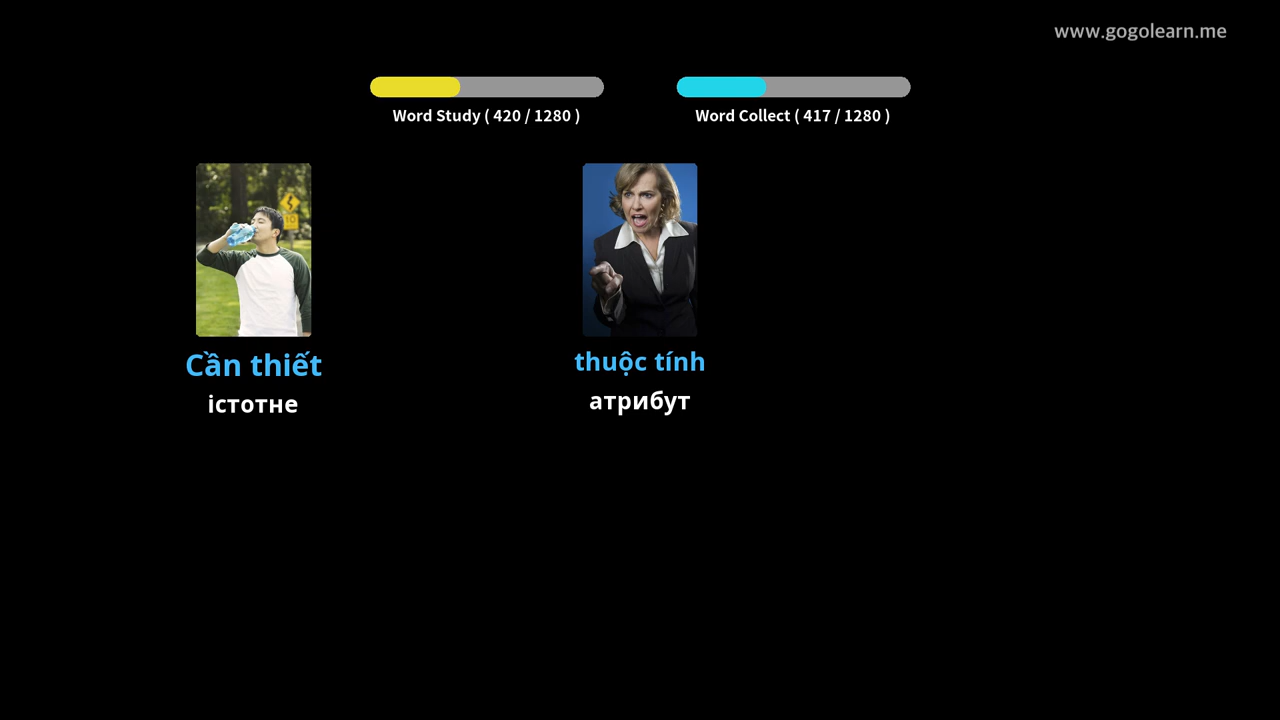 www.gogolearn.me
Word Study ( 420 / 1280 )
Word Collect ( 417 / 1280 )
Cần thiết
істотне
thuộc tính
атрибут